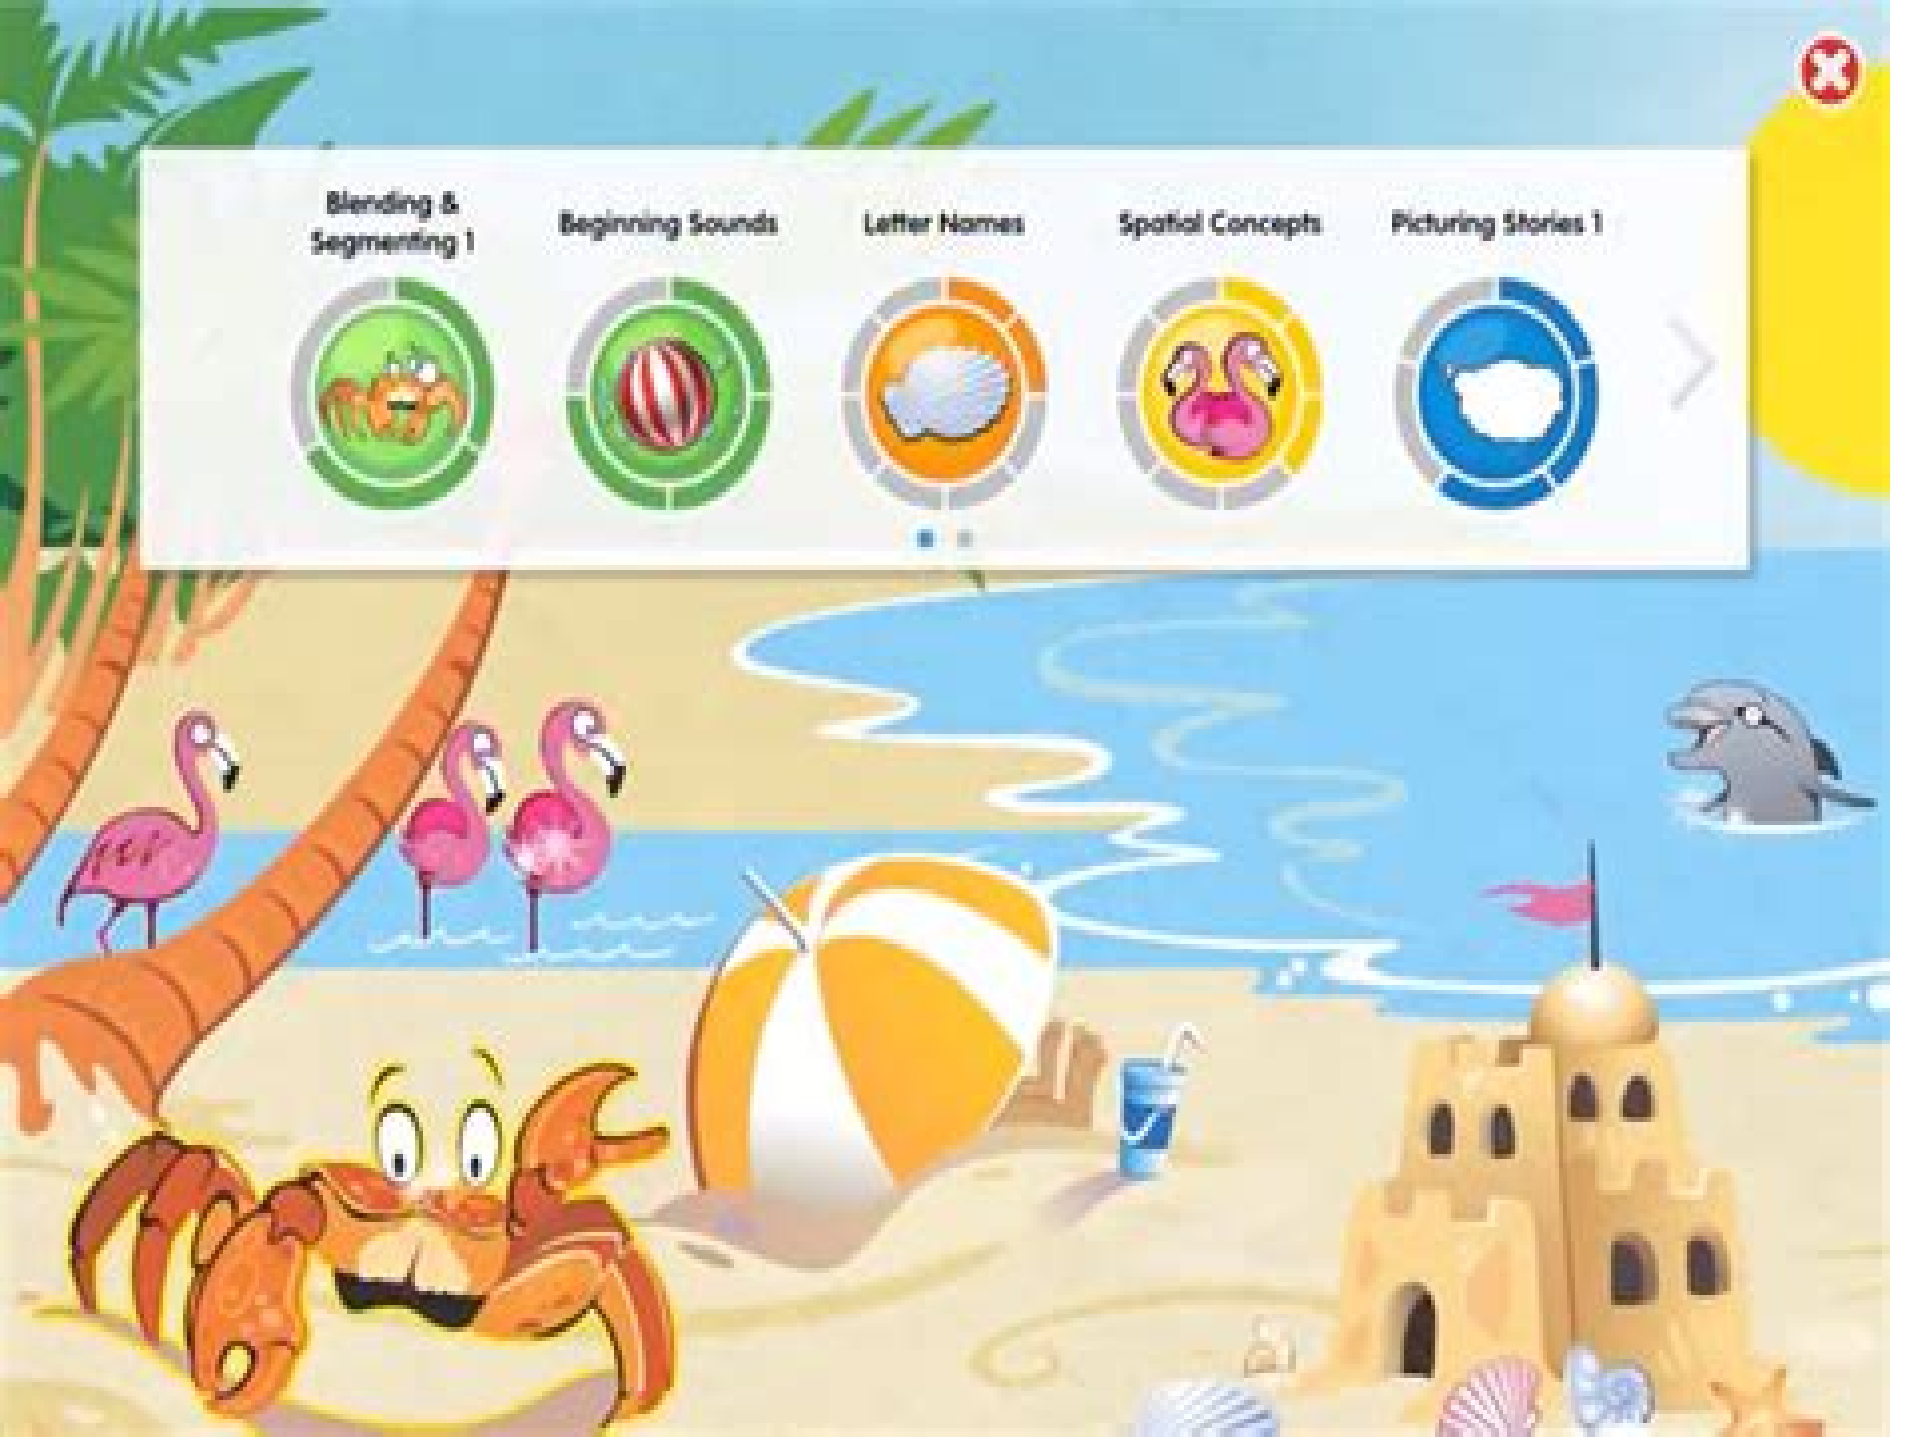 Blending &
Segmenting 1
Beginning Sounds
Letter Names
Spatial Concepts
Picturing Stories 1